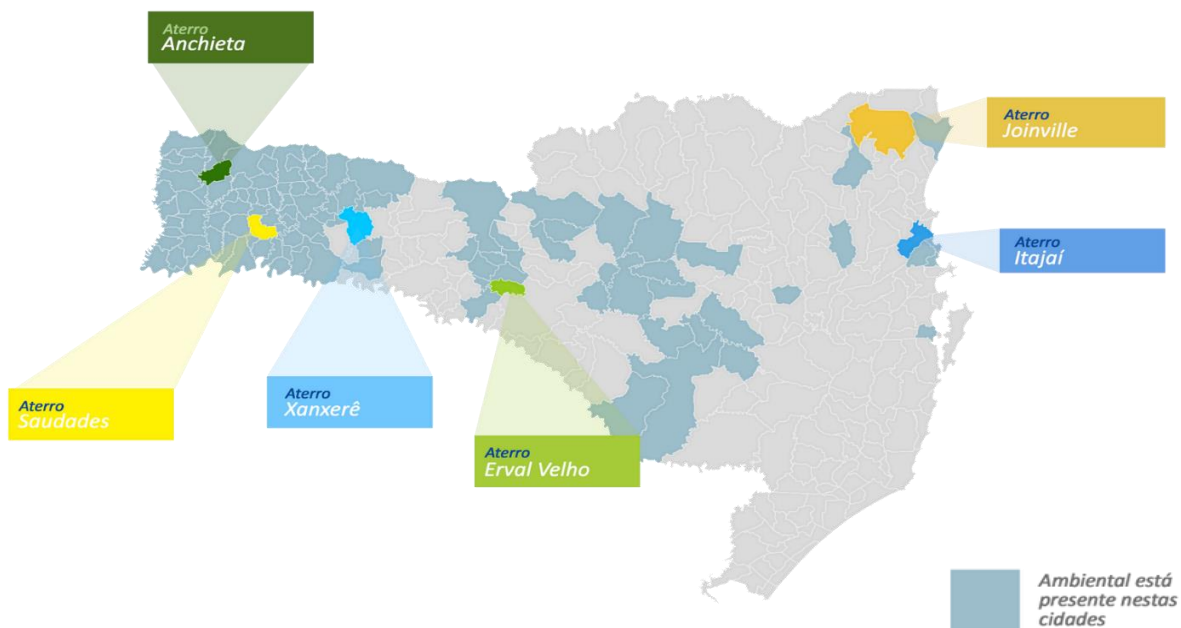 Aterro
Anchieta
Aterro
Joinville
Aterro
Itajaí
Aterro
Saudades
Aterro
Xanxerê
Aterro
Erval Velho
Ambiental está
presente nestas
cidades